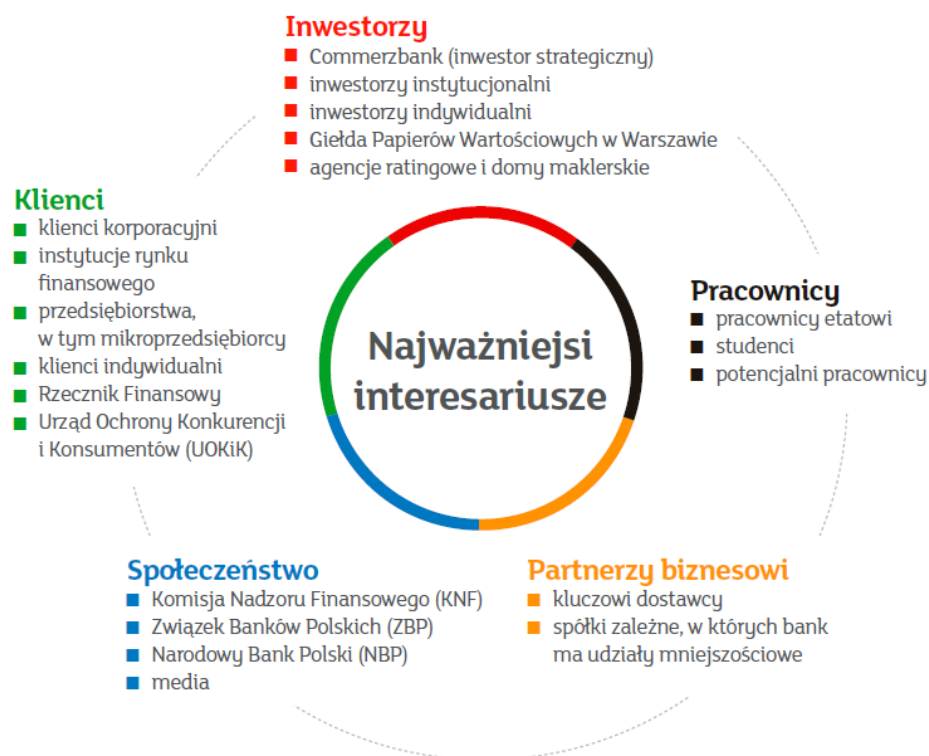 Inwestorzy
Commerzbank (inwestor strategiczny)
inwestorzy instytucjonalni
inwestorzy indywidualni
Giełda Papierów Wartościowych w Warszawie
agencje ratingowe i domy maklerskie
Klienci
klienci korporacyjni
instytucje rynku
finansowego
przedsiębiorstwa,
w tym mikroprzedsiębiorcy
klienci indywidualni
Rzecznik Finansowy
Urząd Ochrony Konkurencji
i Konsumentów (UOKiK)
Najważniejsi
interesariusze
Pracownicy
pracownicy etatowi
studenci
potencjalni pracownicy
Społeczeństwo
Komisja Nadzoru Finansowego (KNF)
Związek Banków Polskich (ZBP)
Narodowy Bank Polski (NBP)
media
Partnerzy biznesowi
kluczowi dostawcy
spółki zależne, w których bank
ma udziały mniejszościowe